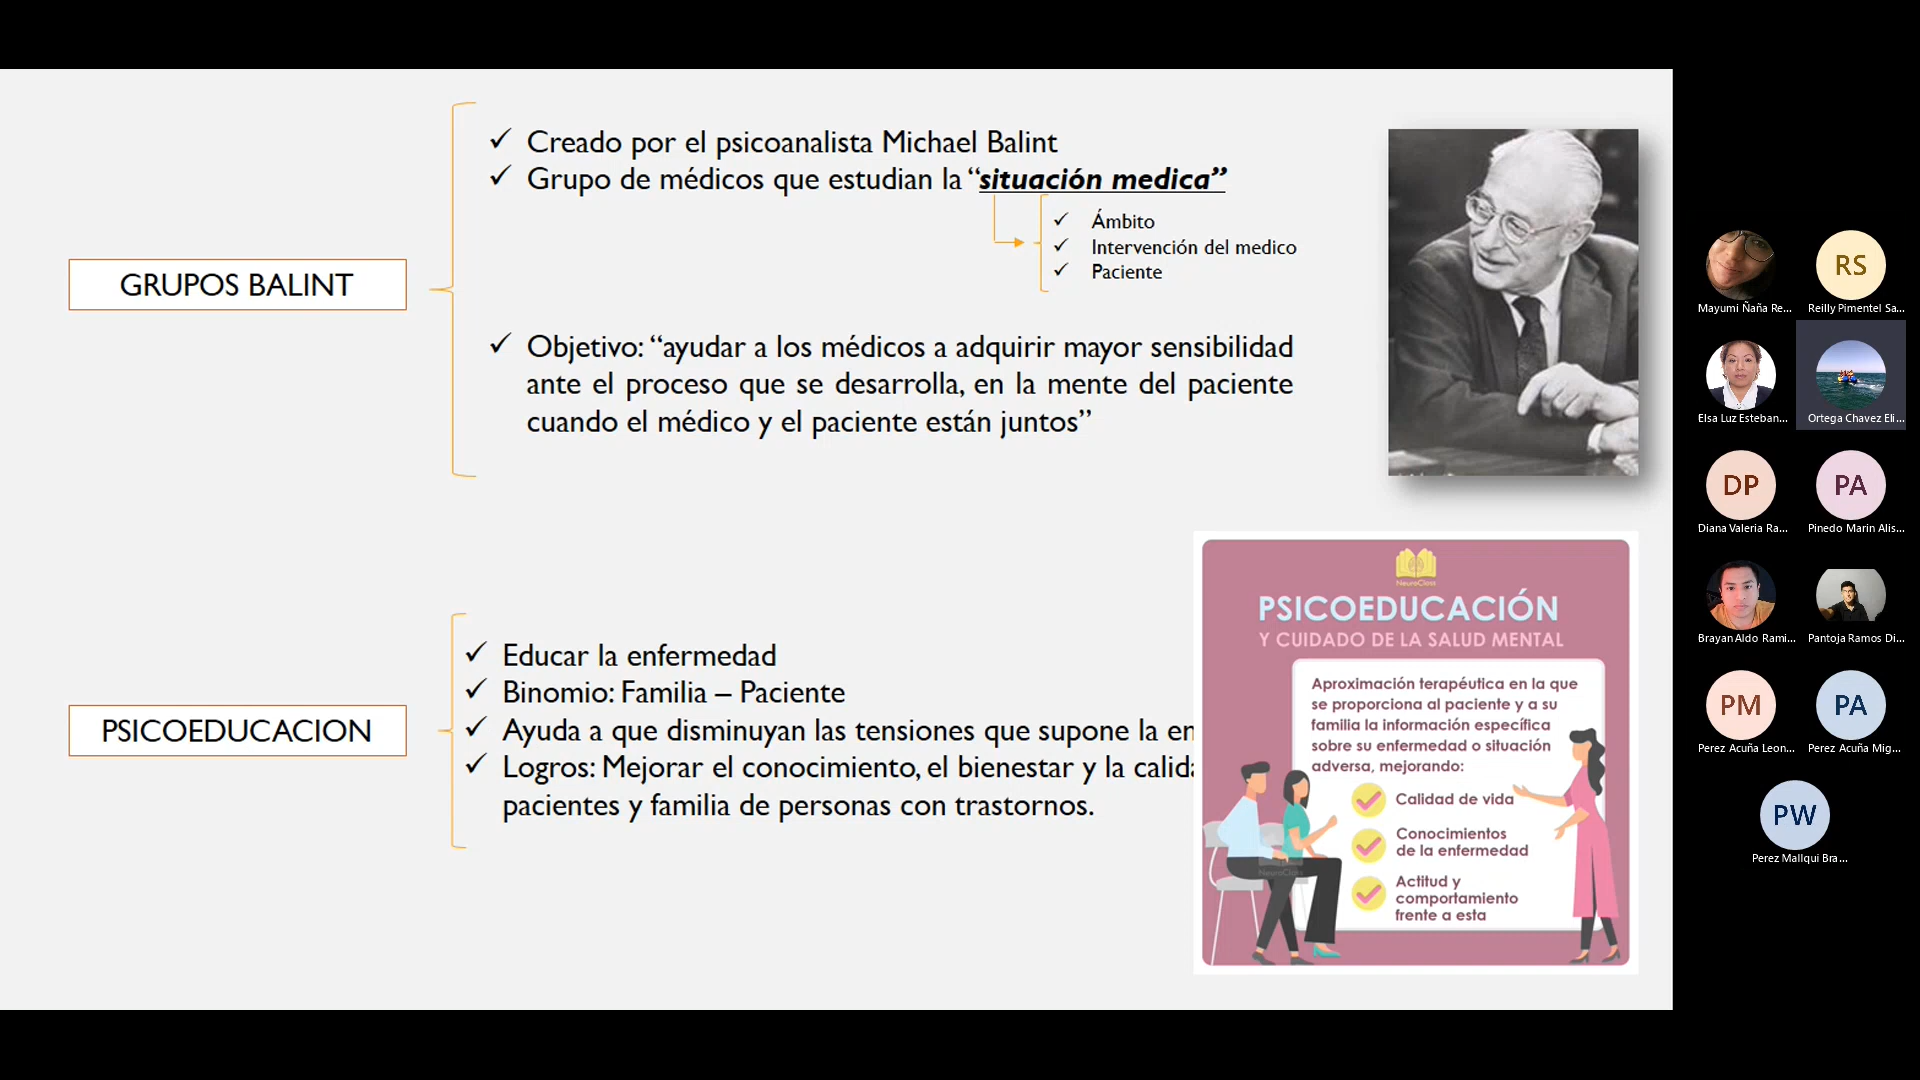 GRUPOS BALINT
Creado por el psicoanalista Michael Balint
Grupo de médicos que estudian la “situación medica”
Ámbito
Intervención del medico
Paciente
Objetivo: “ayudar a los médicos a adquirir mayor sensibilidad
ante el proceso que se desarrolla, en la mente del paciente
cuando el médico y el paciente están juntos”
PSICOEDUCACION
Educar la enfermedad
Binomio: Familia – Paciente
Ayuda a que disminuyan las tensiones que supone la en
Logros: Mejorar el conocimiento, el bienestar y la calida
pacientes y familia de personas con trastornos.
NeuroClass
PSICOEDUCACIÓN
Y CUIDADO DE LA SALUD MENTAL
Aproximación terapéutica en la que
se proporciona al paciente y a su
familia la información específica
sobre su enfermedad o situación
adversa, mejorando:
Calidad de vida
Conocimientos
de la enfermedad
Actitud y
comportamiento
frente a esta
NeuroClass
Mayumi Ñaña Re...
RS
Reilly Pimentel Sa...
Elsa Luz Esteban...
Ortega Chavez Eli...
DP
Diana Valeria Ra...
PA
Pinedo Marin Alis...
Brayan Aldo Rami...
Pantoja Ramos Di...
PM
Perez Acuña Leon...
PA
Perez Acuña Mig...
PW
Perez Mallqui Bra...